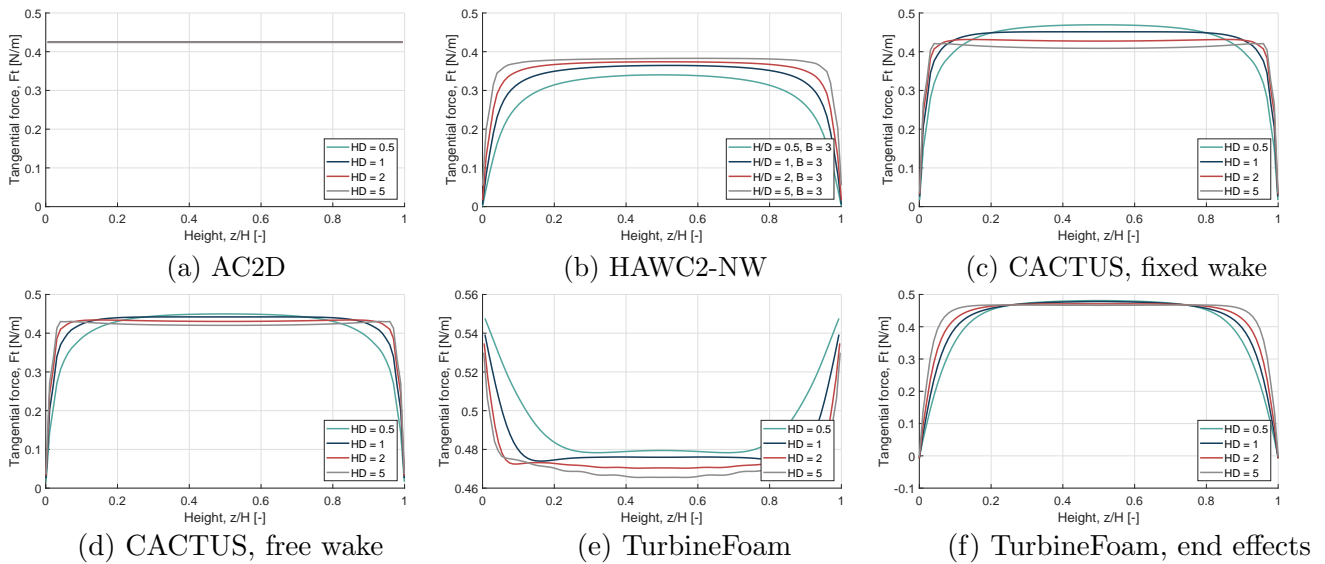 0.5
0.4
0.3
0.2
0.1
0
Tangential force, Ft [N/m]
HD = 0.5
HD = 1
HD = 2
HD = 5
0 0.2 0.4 0.6 0.8 1
Height, z/H [-]
(a) AC2D
0.5
0.4
0.3
0.2
0.1
0
Tangential force, Ft [N/m]
H/D = 0.5, B = 3
H/D = 1, B = 3
H/D = 2, B = 3
H/D = 5, B = 3
0 0.2 0.4 0.6 0.8 1
Height, z/H [-]
(b) HAWC2-NW
0.5
0.4
0.3
0.2
0.1
0
Tangential force, Ft [N/m]
HD = 0.5
HD = 1
HD = 2
HD = 5
0 0.2 0.4 0.6 0.8 1
Height, z/H [-]
(c) CACTUS, fixed wake
0.5
0.4
0.3
0.2
0.1
0
Tangential force, Ft [N/m]
HD = 0.5
HD = 1
HD = 2
HD = 5
0 0.2 0.4 0.6 0.8 1
Height, z/H [-]
(d) CACTUS, free wake
0.56
0.54
0.52
0.5
0.48
0.46
Tangential force, Ft [N/m]
HD = 0.5
HD = 1
HD = 2
HD = 5
0 0.2 0.4 0.6 0.8 1
Height, z/H [-]
(e) TurbineFoam
0.5
0.4
0.3
0.2
0.1
0
-0.1
Tangential force, Ft [N/m]
HD = 0.5
HD = 1
HD = 2
HD = 5
0 0.2 0.4 0.6 0.8 1
Height, z/H [-]
(f) TurbineFoam, end effects